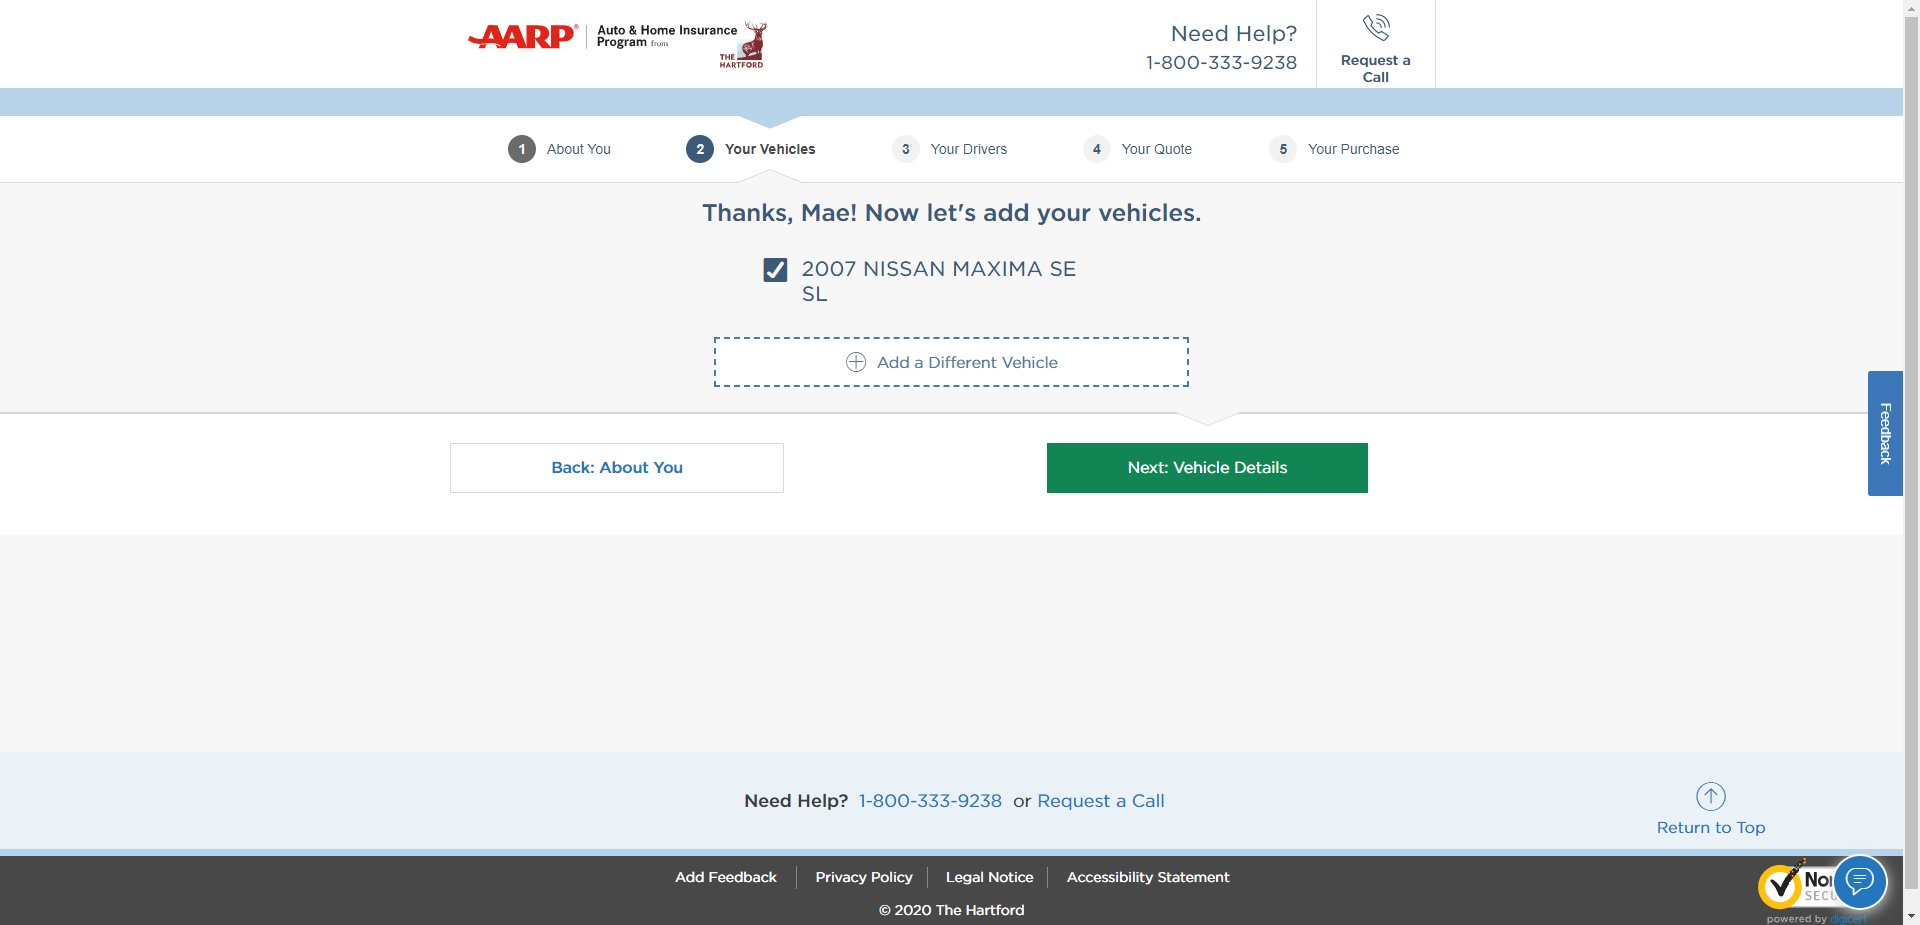 AARP®
Auto & Home Insurance
Program from
THE
HARTFORD
Need Help?
1-800-333-9238
Request a
Call
1 About You
2 Your Vehicles
3 Your Drivers
4 Your Quote
5 Your Purchase
Thanks, Mae! Now let's add your vehicles.
2007 NISSAN MAXIMA SE
SL
Add a Different Vehicle
Feedback
Back: About You
Next: Vehicle Details
Need Help? 1-800-333-9238 or Request a Call
Return to Top
Add Feedback
Privacy Policy
Legal Notice
Accessibility Statement
© 2020 The Hartford
powered by digicert